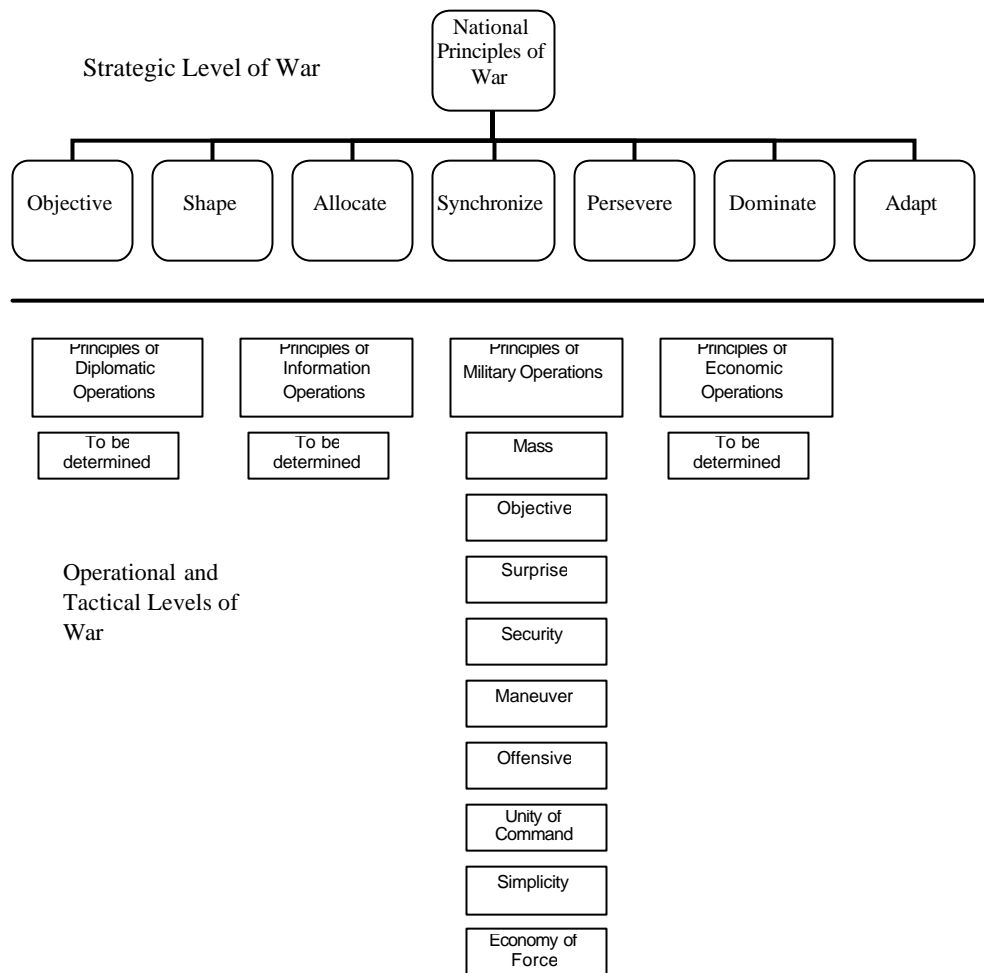 National
Principles of
War
Strategic Level of War
Objective
Shape
Allocate
Synchronize
Persevere
Dominate
Adapt
Principles of
Diplomatic
Operations
Principles of
Information
Operations
Principles of
Military Operations
Principles of
Economic
Operations
To be
determined
To be
determined
Mass
To be
determined
Objective
Surprise
Operational and
Tactical Levels of
War
Security
Maneuver
Offensive
Unity of
Command
Simplicity
Economy of
Force